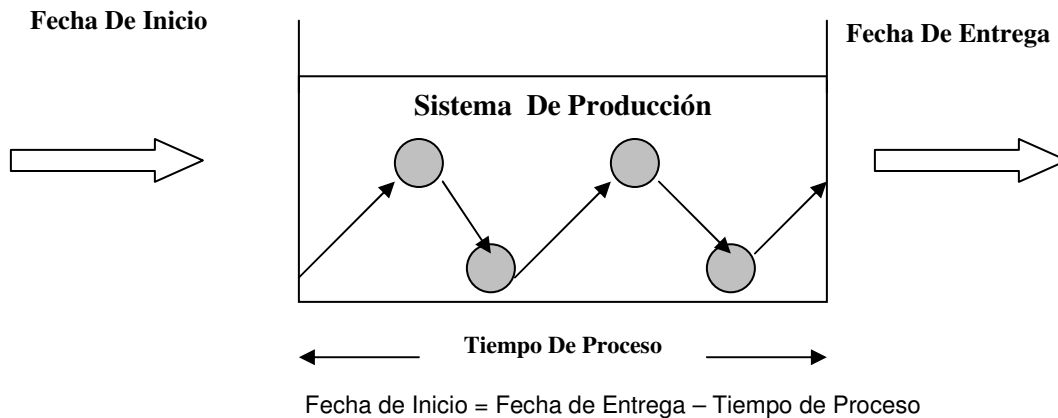 Fecha De Inicio
Fecha De Entrega
Sistema De Producción
Tiempo De Proceso
Fecha de Inicio = Fecha de Entrega – Tiempo de Proceso